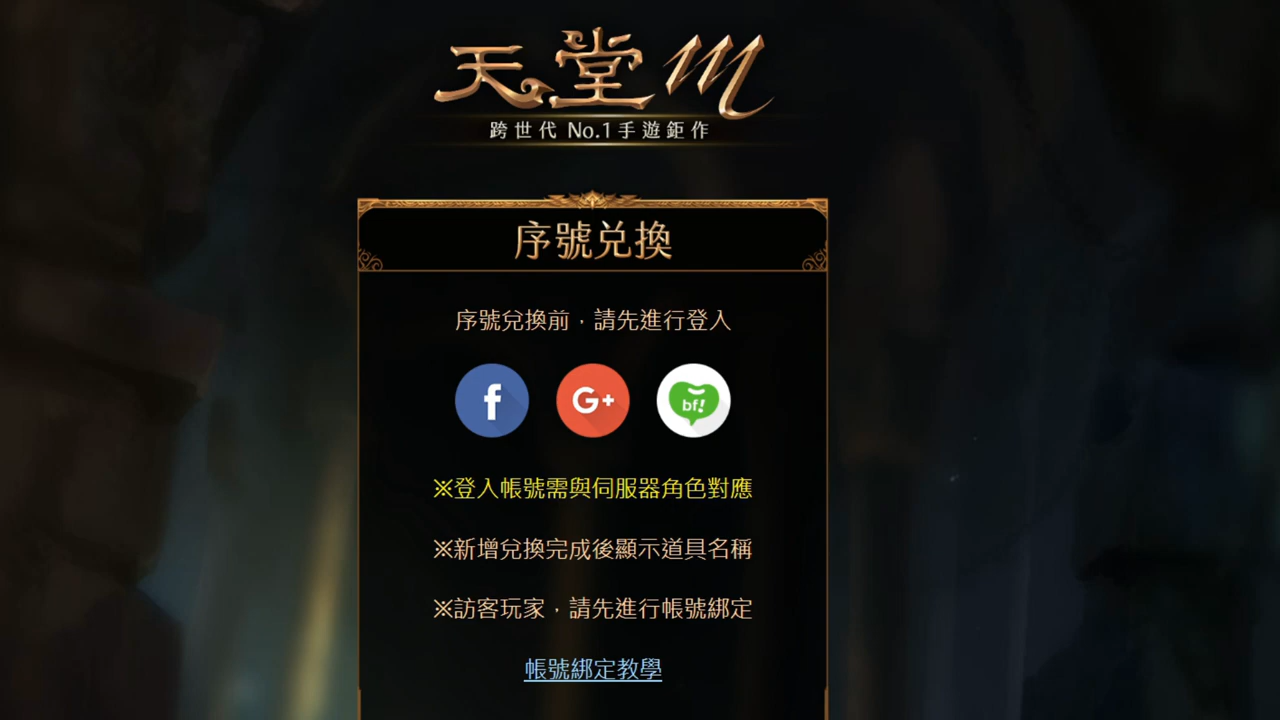 天堂M
跨世代 No.1手遊鉅作
序號兌換
序號兌換前，請先進行登入
f G+ bf!
※登入帳號需與伺服器角色對應
※新增兌換完成後顯示道具名稱
※訪客玩家，請先進行帳號綁定
帳號綁定教學